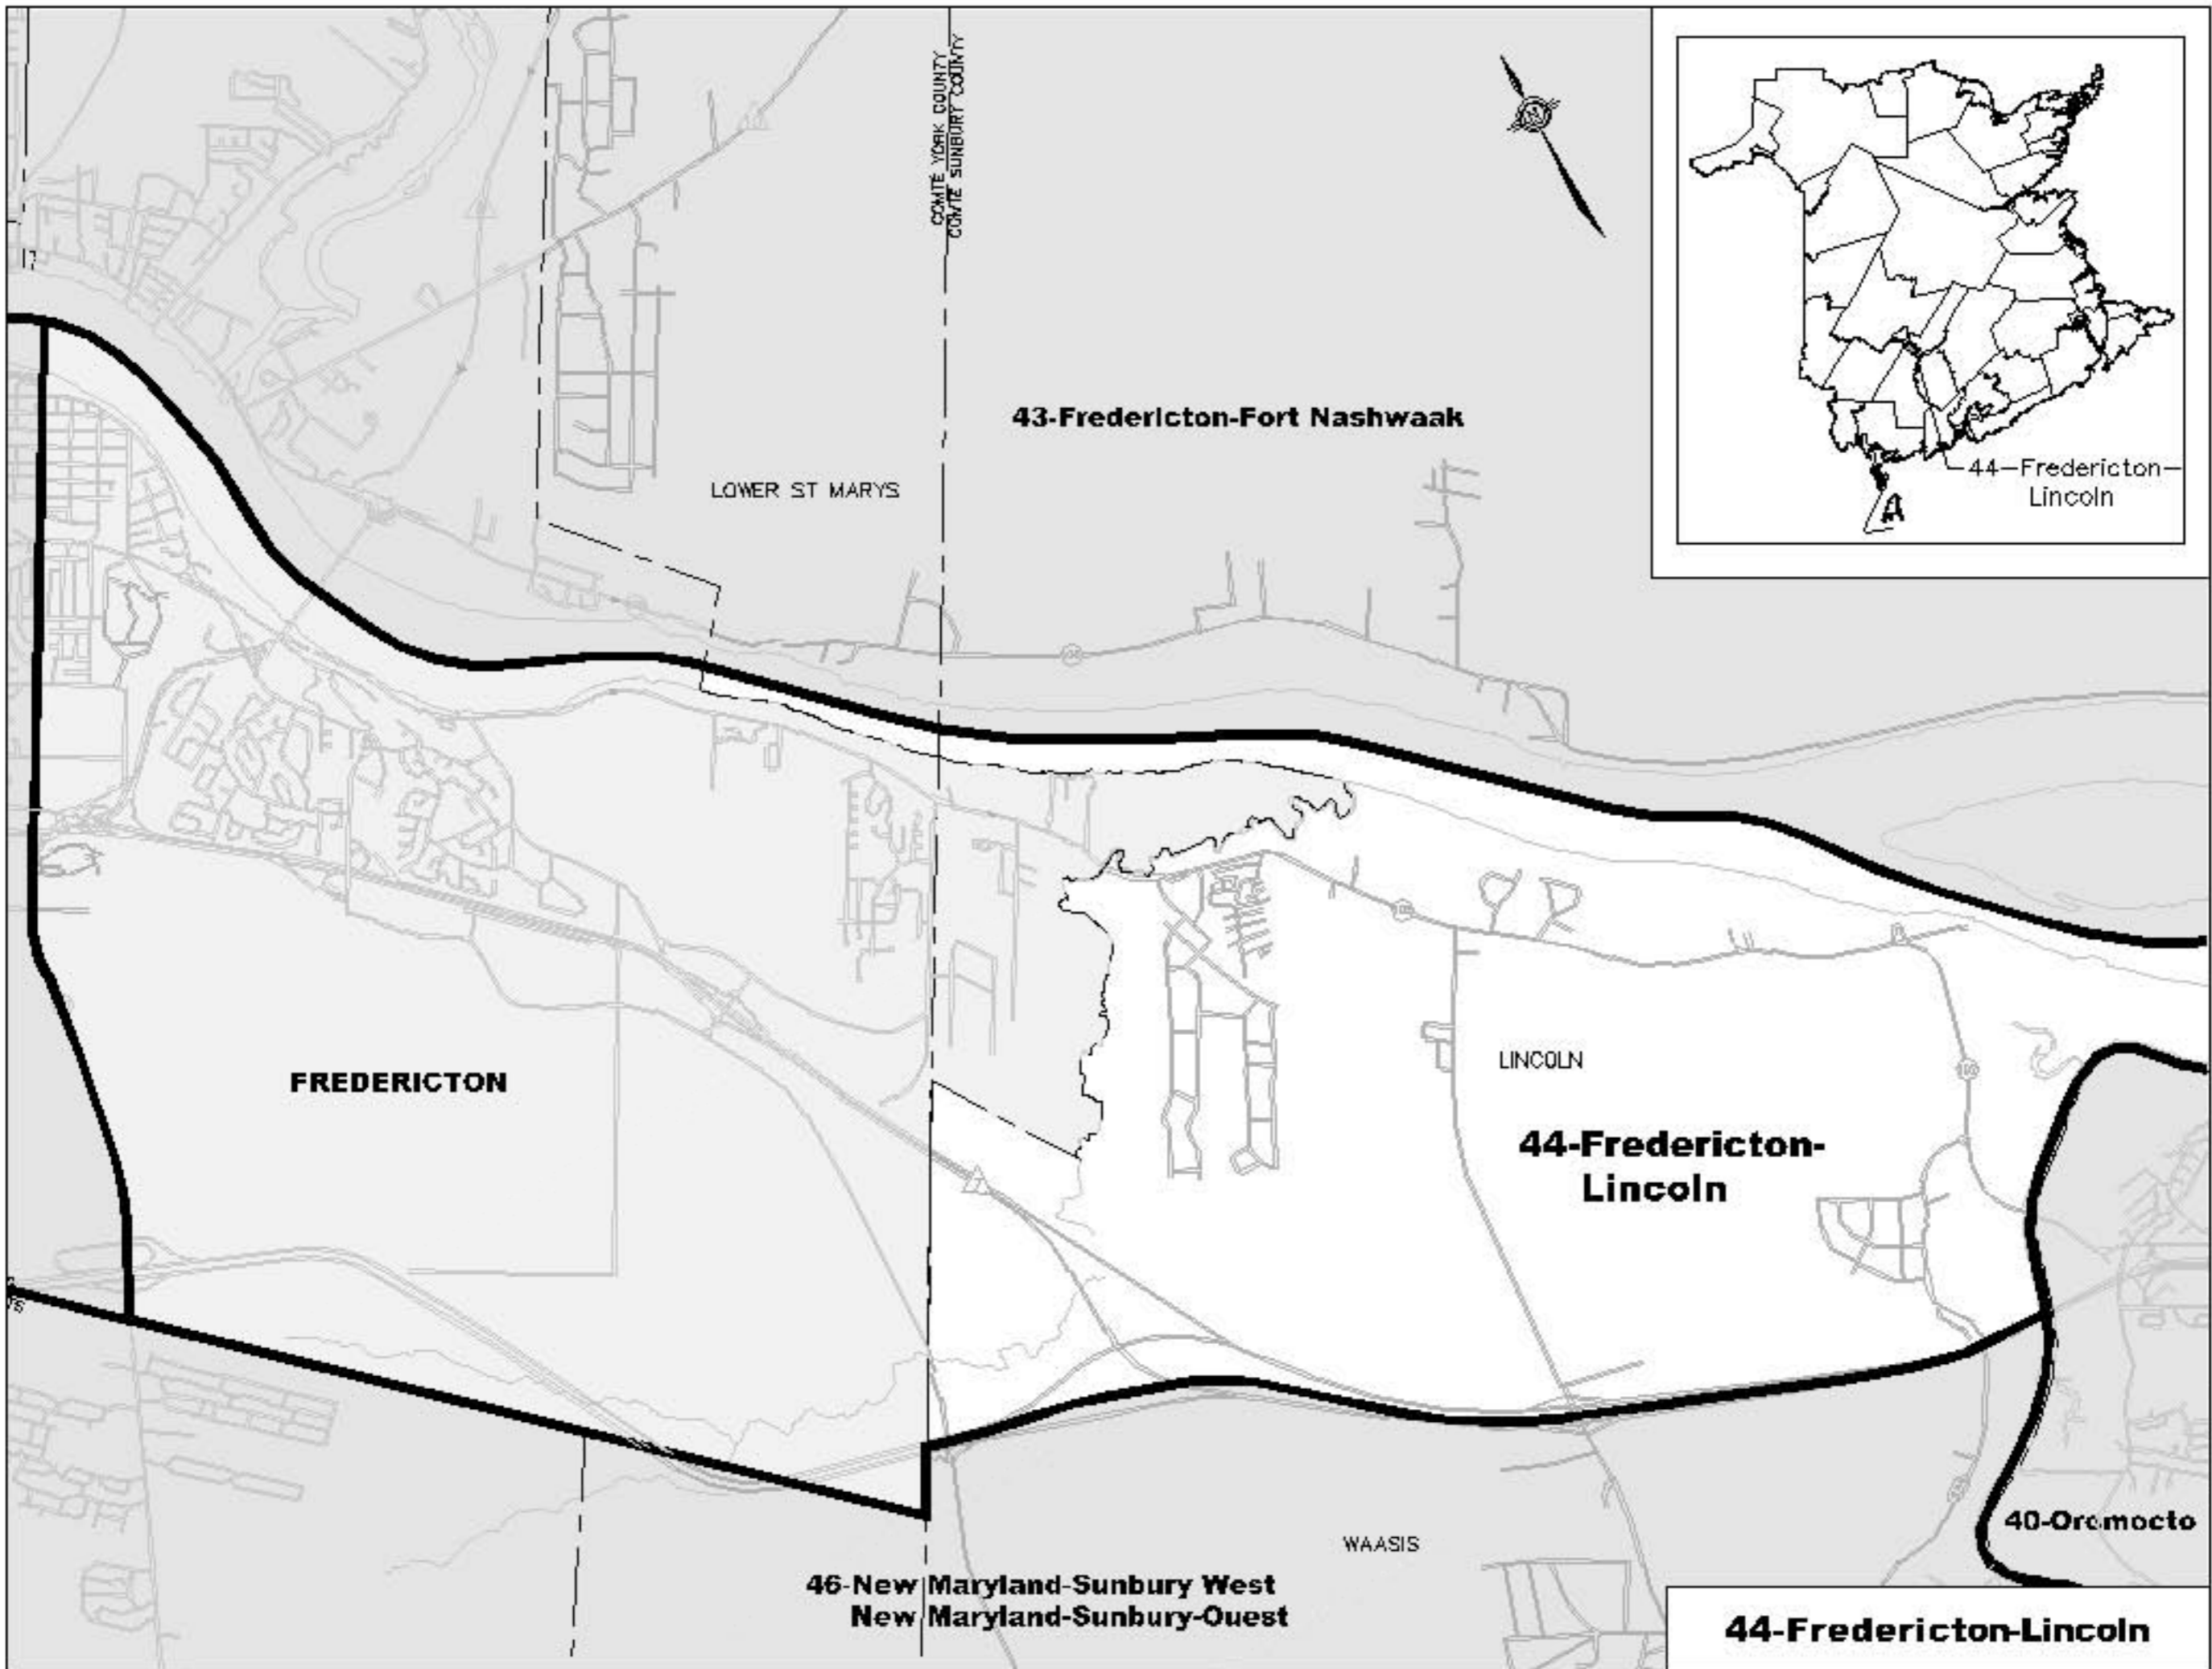 COMTÉ YORK COUNTY
COMTÉ SUNBURY COUNTY
44-Fredericton-
Lincoln
43-Fredericton-Fort Nashwaak
LOWER ST MARYS
FREDERICTON
LINCOLN
44-Fredericton-
Lincoln
40-Oromocto
WAASIS
46-New Maryland-Sunbury West
New Maryland-Sunbury-Ouest
44-Fredericton-Lincoln